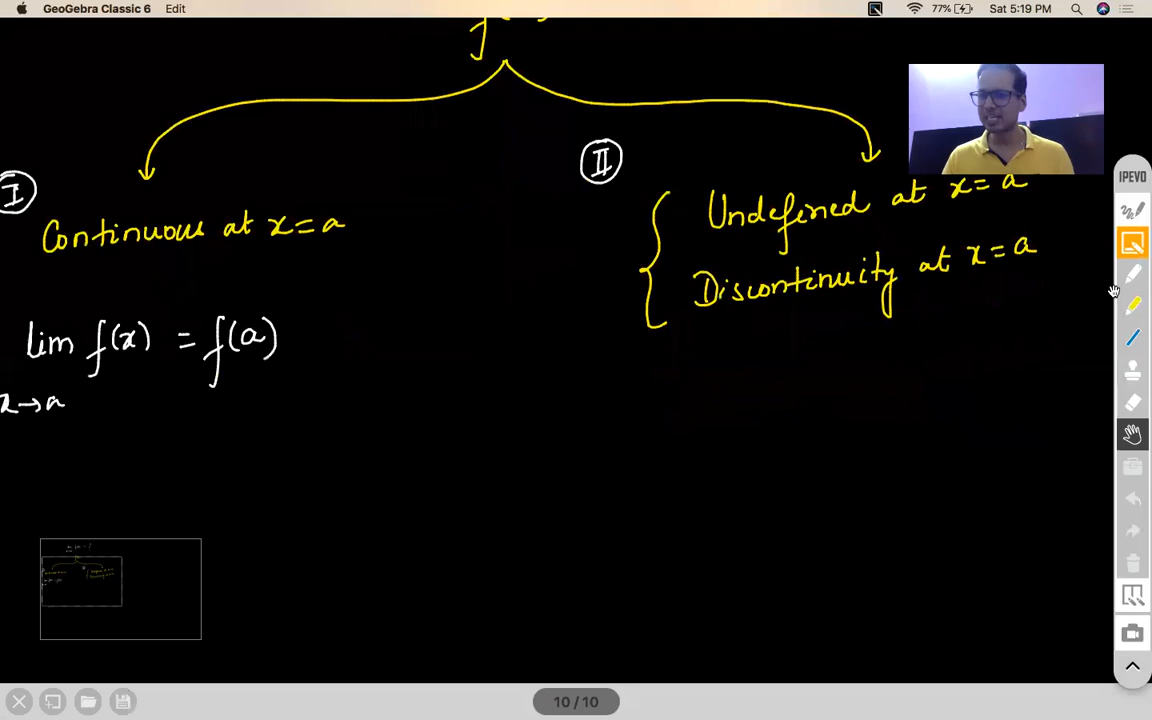 GeoGebra Classic 6 Edit 77% Sat 5:19 PM
I
II
Continuous at x=a
Undefined at x=a
Discontinuity at x=a
lim f(x) = f(a)
x→a
IPEVO
10/10